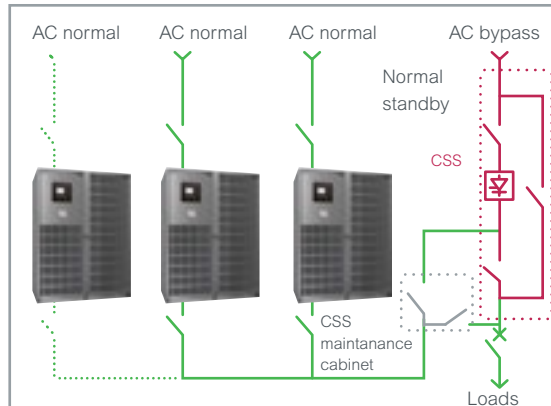 AC normal
AC normal
AC normal
AC bypass
Normal
standby
CSS
CSS
maintanance
cabinet
Loads